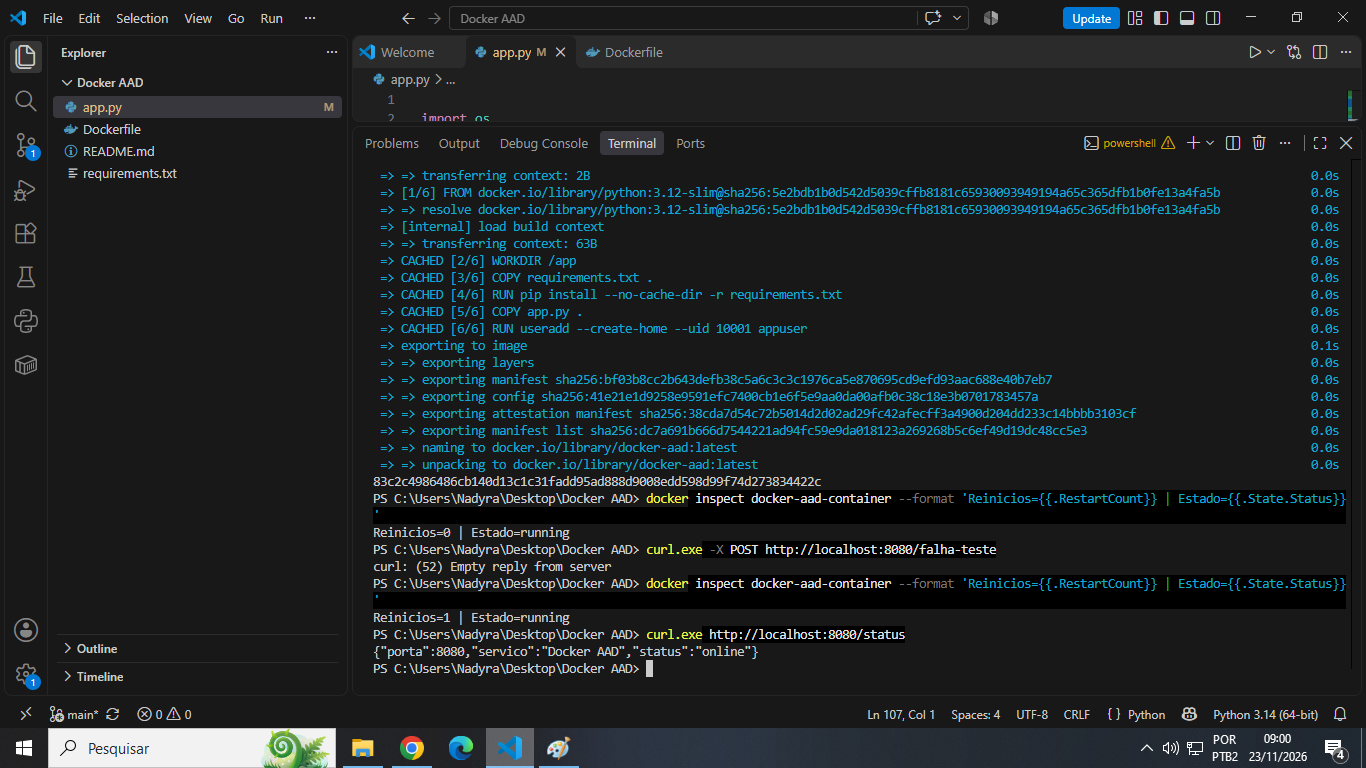 File Edit Selection View Go Run ···
Docker AAD
Update
Explorer
Docker AAD
app.py M
Dockerfile
README.md
requirements.txt
Outline
Timeline
Welcome
app.py M
Dockerfile
app.py > ...
1
2 import os
Problems Output Debug Console Terminal Ports
powershell
=> => transferring context: 2B 0.0s
=> [1/6] FROM docker.io/library/python:3.12-slim@sha256:5e2bdb1b0d542d5039cffb8181c65930093949194a65c365dfb1b0fe13a4fa5b 0.0s
=> => resolve docker.io/library/python:3.12-slim@sha256:5e2bdb1b0d542d5039cffb8181c65930093949194a65c365dfb1b0fe13a4fa5b 0.0s
=> [internal] load build context 0.0s
=> => transferring context: 63B 0.0s
=> CACHED [2/6] WORKDIR /app 0.0s
=> CACHED [3/6] COPY requirements.txt . 0.0s
=> CACHED [4/6] RUN pip install --no-cache-dir -r requirements.txt 0.0s
=> CACHED [5/6] COPY app.py . 0.0s
=> CACHED [6/6] RUN useradd --create-home --uid 10001 appuser 0.0s
=> exporting to image 0.1s
=> => exporting layers 0.0s
=> => exporting manifest sha256:bf03b8cc2b643defb38c5a6c3c3c1976ca5e870695cd9efd93aac688e40b7eb7 0.0s
=> => exporting config sha256:41e21e1d9258e9591efc7400cb1e6f5e9aa0da00afb0c38c18e3b0701783457a 0.0s
=> => exporting attestation manifest sha256:38cda7d54c72b5014d2d02ad29fc42afecff3a4900d204dd233c14bbbb3103cf 0.0s
=> => exporting manifest list sha256:dc7a691b666d7544221ad94fc59e9da018123a269268b5c6ef49d19dc48cc5e3 0.0s
=> => naming to docker.io/library/docker-aad:latest 0.0s
=> => unpacking to docker.io/library/docker-aad:latest 0.0s
83c2c4986486cb140d13c1c31fadd95ad888d9008edd598d99f74d273834422c
PS C:\Users\Nadyra\Desktop\Docker AAD> docker inspect docker-aad-container --format 'Reinicios={{.RestartCount}} | Estado={{.State.Status}}
'
Reinicios=0 | Estado=running
PS C:\Users\Nadyra\Desktop\Docker AAD> curl.exe -X POST http://localhost:8080/falha-teste
curl: (52) Empty reply from server
PS C:\Users\Nadyra\Desktop\Docker AAD> docker inspect docker-aad-container --format 'Reinicios={{.RestartCount}} | Estado={{.State.Status}}
'
Reinicios=1 | Estado=running
PS C:\Users\Nadyra\Desktop\Docker AAD> curl.exe http://localhost:8080/status
{"porta":8080,"servico":"Docker AAD","status":"online"}
PS C:\Users\Nadyra\Desktop\Docker AAD>
1
1
main* 0 0 Ln 107, Col 1 Spaces: 4 UTF-8 CRLF { } Python Python 3.14 (64-bit)
Pesquisar
POR
PTB2
09:00
23/11/2026
4